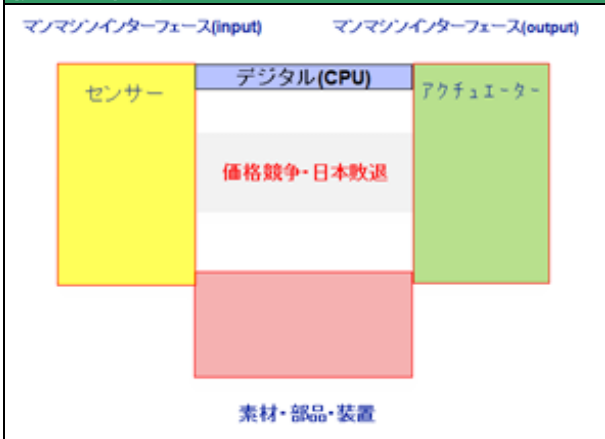 マンマシンインターフェース(input) マンマシンインターフェース(output)
センサー
デジタル(CPU)
アクチュエーター
価格競争・日本敗退
素材・部品・装置